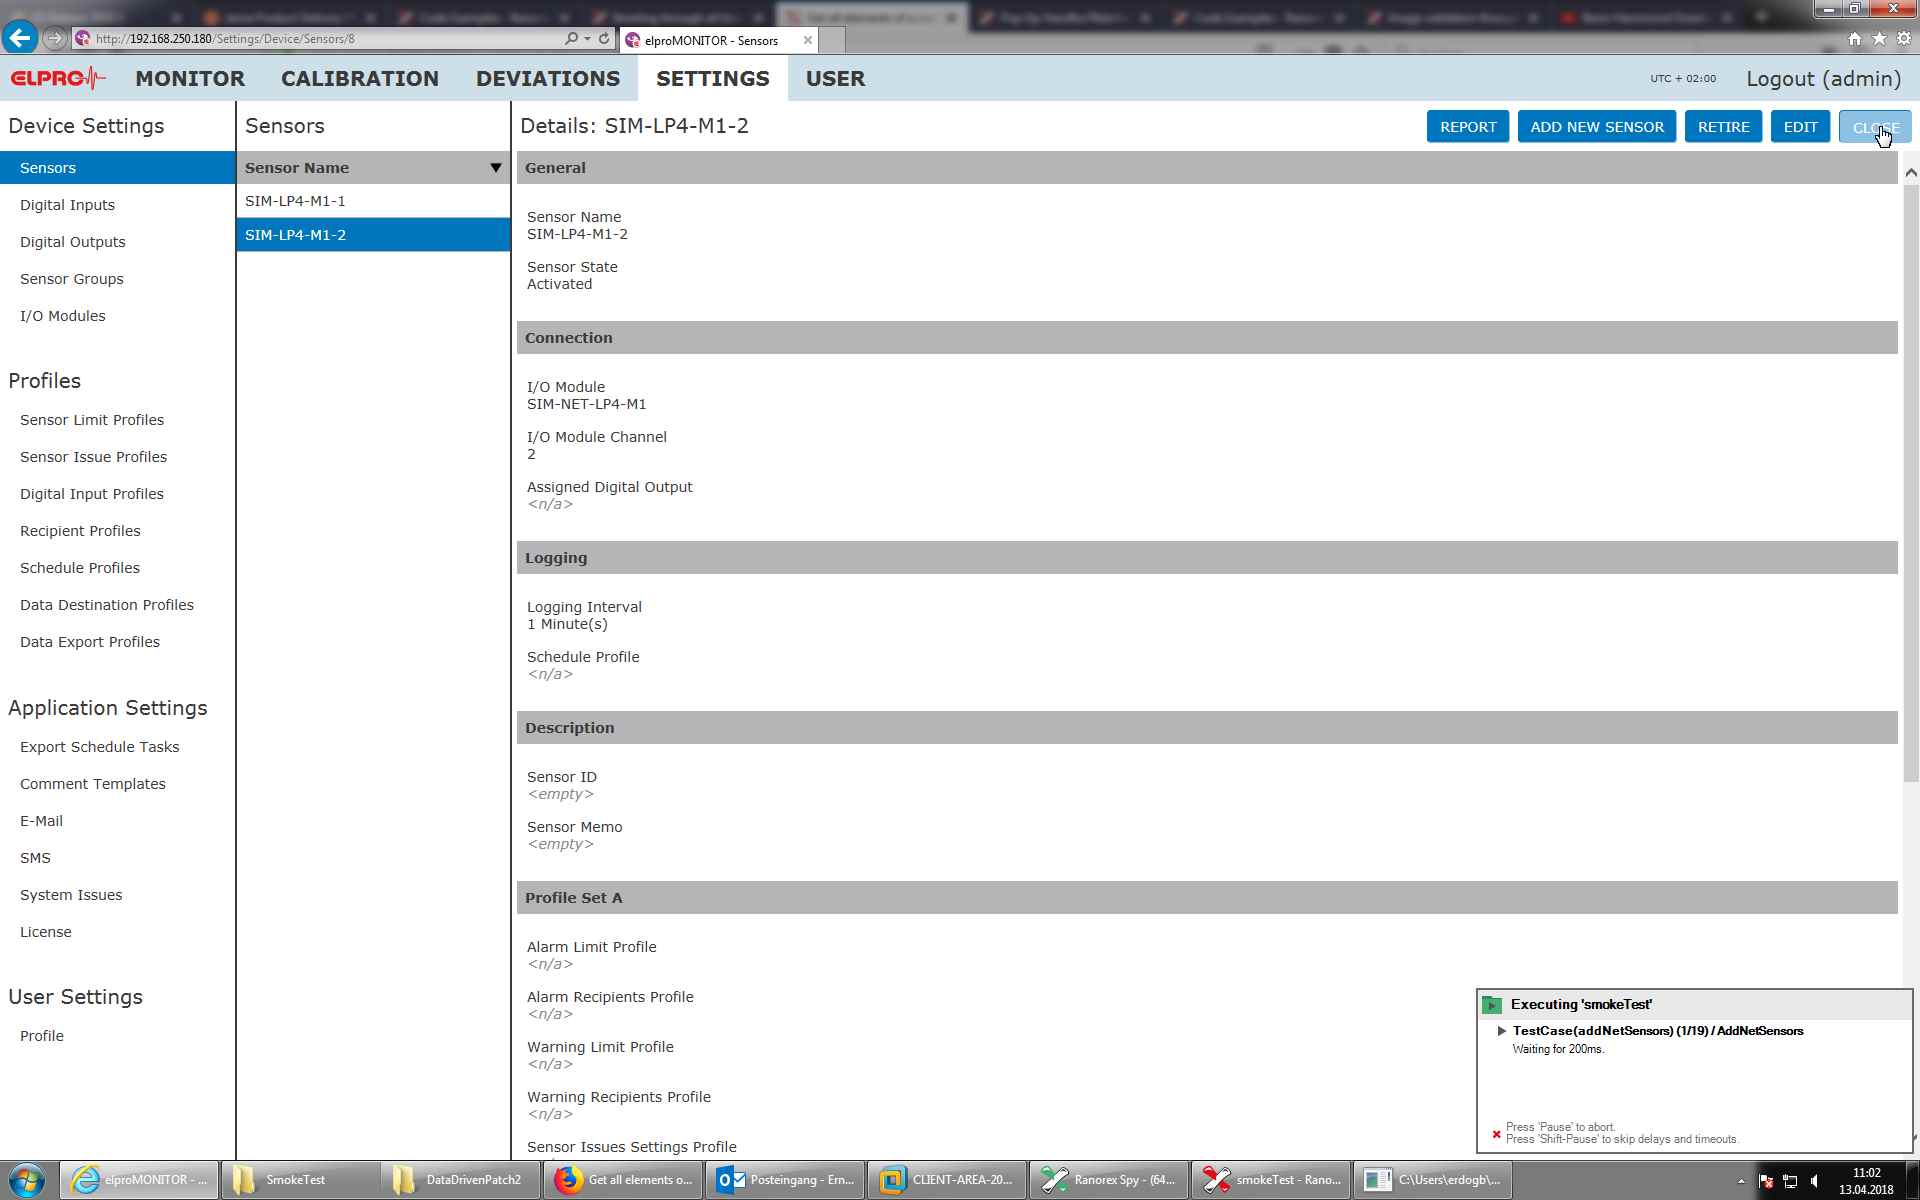 http://192.168.250.180/Settings/Device/Sensors/8
elproMONITOR - Sensors
ELPRO
MONITOR
CALIBRATION
DEVIATIONS
SETTINGS
USER
UTC + 02:00
Logout (admin)
Device Settings
Sensors
Digital Inputs
Digital Outputs
Sensor Groups
I/O Modules
Profiles
Sensor Limit Profiles
Sensor Issue Profiles
Digital Input Profiles
Recipient Profiles
Schedule Profiles
Data Destination Profiles
Data Export Profiles
Application Settings
Export Schedule Tasks
Comment Templates
E-Mail
SMS
System Issues
License
User Settings
Profile
Sensors
Sensor Name
SIM-LP4-M1-1
SIM-LP4-M1-2
Details: SIM-LP4-M1-2
REPORT
ADD NEW SENSOR
RETIRE
EDIT
CLOSE
General
Sensor Name
SIM-LP4-M1-2
Sensor State
Activated
Connection
I/O Module
SIM-NET-LP4-M1
I/O Module Channel
2
Assigned Digital Output
<n/a>
Logging
Logging Interval
1 Minute(s)
Schedule Profile
<n/a>
Description
Sensor ID
<empty>
Sensor Memo
<empty>
Profile Set A
Alarm Limit Profile
<n/a>
Alarm Recipients Profile
<n/a>
Warning Limit Profile
<n/a>
Warning Recipients Profile
<n/a>
Sensor Issues Settings Profile
Executing 'smokeTest'
TestCase(addNetSensors) (1/19) / AddNetSensors
Waiting for 200ms.
Press 'Pause' to abort.
Press 'Shift-Pause' to skip delays and timeouts.
elproMONITOR - ...
SmokeTest
DataDrivenPatch2
Get all elements o...
Posteingang - Ern...
CLIENT-AREA-20...
Ranorex Spy - (64...
smokeTest - Rano...
C:\Users\erdogb\...
11:02
13.04.2018